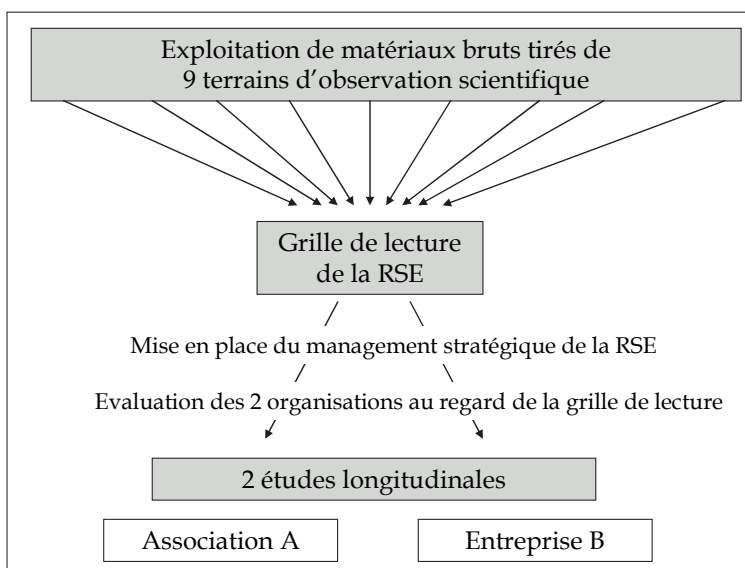 Exploitation de matériaux bruts tirés de
9 terrains d'observation scientifique
Grille de lecture
de la RSE
Mise en place du management stratégique de la RSE
Evaluation des 2 organisations au regard de la grille de lecture
2 études longitudinales
Association A
Entreprise B